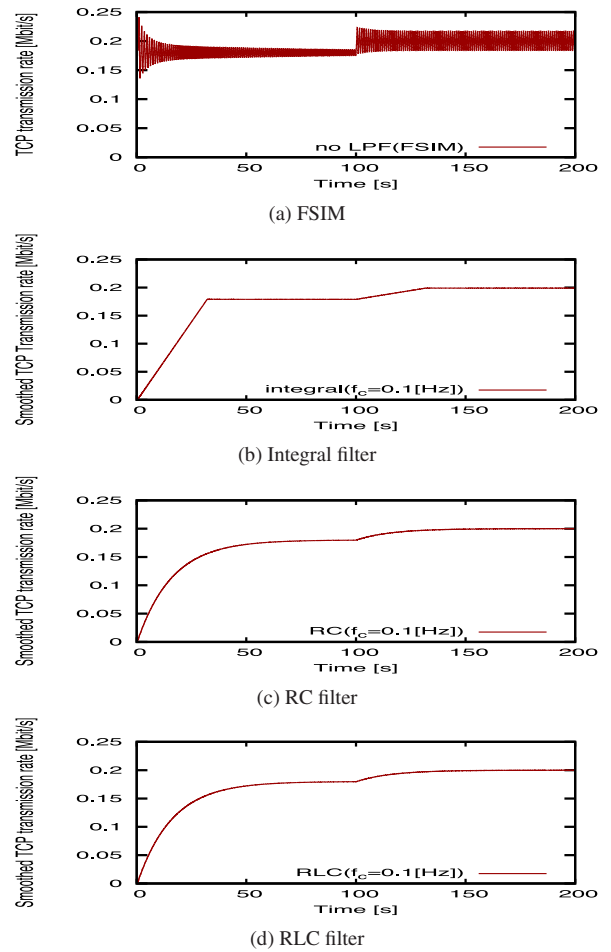 TCP transmission rate [Mbit/s]
0.25
0.2
0.15
0.1
0.05
0
no LPF(FSIM)
0 50 100 150 200
Time [s]
(a) FSIM
Smoothed TCP Transmission rate [Mbit/s]
0.25
0.2
0.15
0.1
0.05
0
integral(f_c=0.1[Hz])
0 50 100 150 200
Time [s]
(b) Integral filter
Smoothed TCP transmission rate [Mbit/s]
0.25
0.2
0.15
0.1
0.05
0
RC(f_c=0.1[Hz])
0 50 100 150 200
Time [s]
(c) RC filter
Smoothed TCP transmission rate [Mbit/s]
0.25
0.2
0.15
0.1
0.05
0
RLC(f_c=0.1[Hz])
0 50 100 150 200
Time [s]
(d) RLC filter